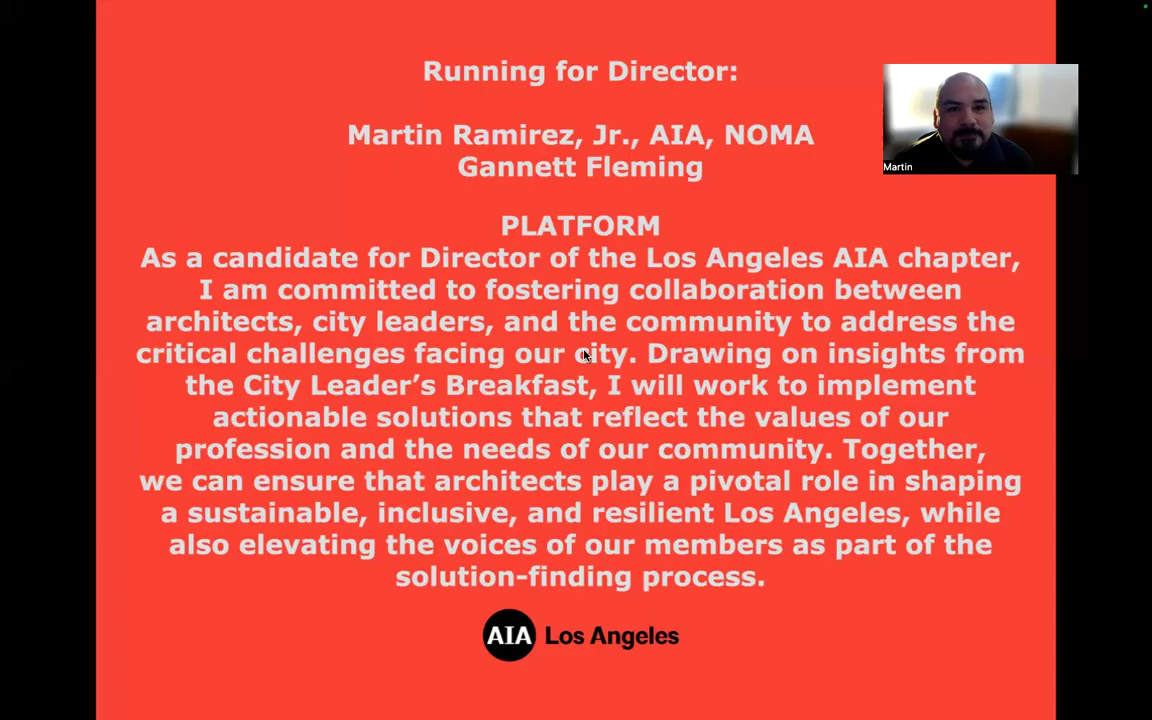 Running for Director:
Martin Ramirez, Jr., AIA, NOMA
Gannett Fleming
Martin
PLATFORM
As a candidate for Director of the Los Angeles AIA chapter,
I am committed to fostering collaboration between
architects, city leaders, and the community to address the
critical challenges facing our city. Drawing on insights from
the City Leader’s Breakfast, I will work to implement
actionable solutions that reflect the values of our
profession and the needs of our community. Together,
we can ensure that architects play a pivotal role in shaping
a sustainable, inclusive, and resilient Los Angeles, while
also elevating the voices of our members as part of the
solution-finding process.
AIA Los Angeles